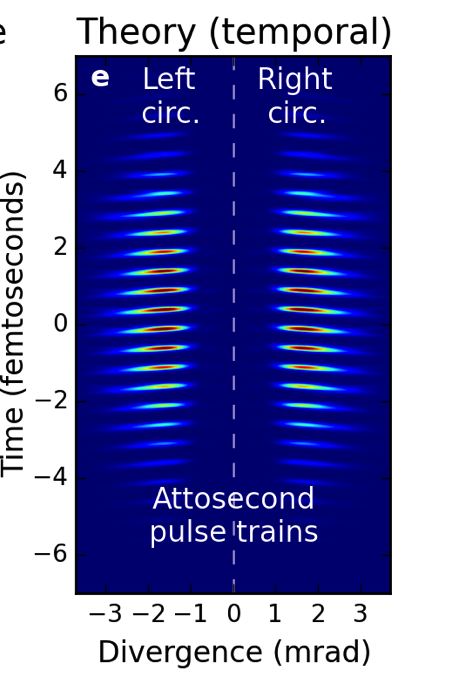 e
Theory (temporal)
e
Left
circ.
Right
circ.
6
4
2
0
−2
−4
−6
Time (femtoseconds)
Attosecond
pulse trains
−3 −2 −1 0 1 2 3
Divergence (mrad)